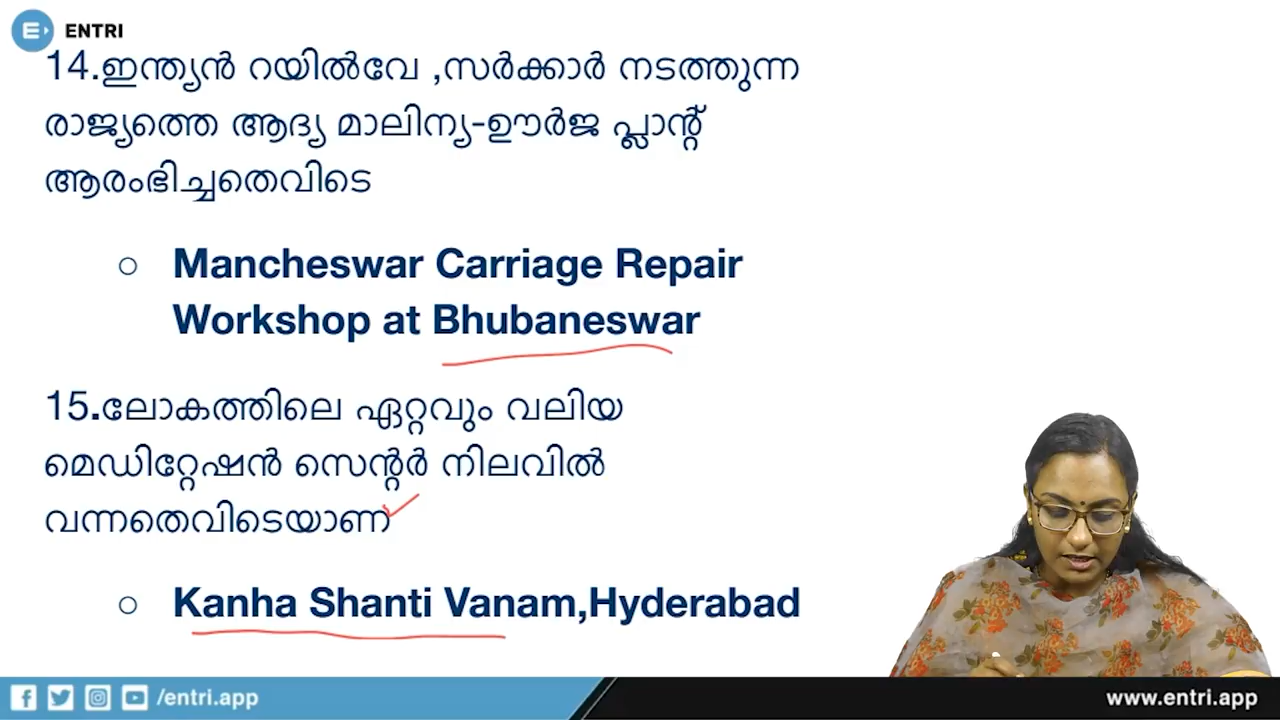 ENTRI
14.ഇന്ത്യൻ റയിൽവേ ,സർക്കാർ നടത്തുന്ന
രാജ്യത്തെ ആദ്യ മാലിന്യ-ഊർജ പ്ലാന്റ്
ആരംഭിച്ചതെവിടെ
Mancheswar Carriage Repair
Workshop at Bhubaneswar
15.ലോകത്തിലെ ഏറ്റവും വലിയ
മെഡിറ്റേഷൻ സെന്റർ നിലവിൽ
വന്നതെവിടെയാണ്
Kanha Shanti Vanam,Hyderabad
/entri.app
www.entri.app